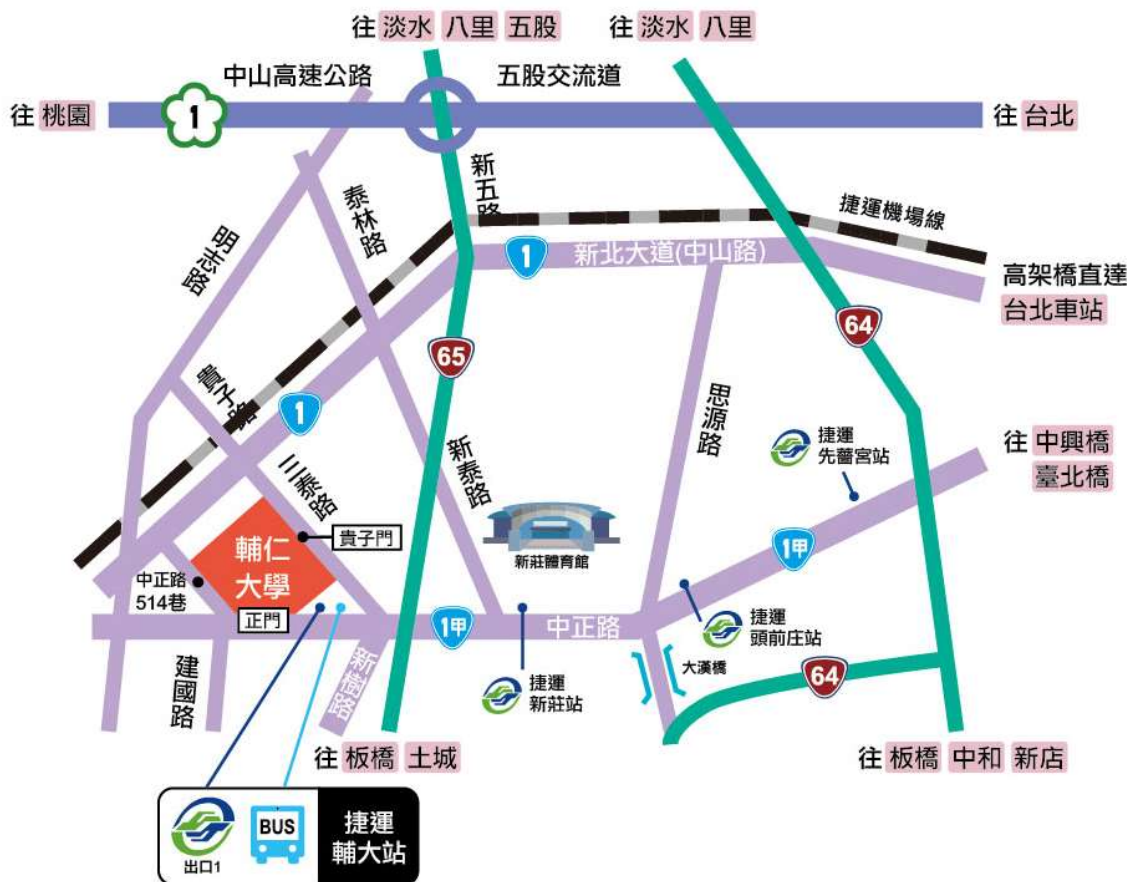 往 淡水 八里 五股
往 淡水 八里
中山高速公路
五股交流道
往 桃園
1
往 台北
新五路
泰林路
捷運機場線
明志路
1
新北大道(中山路)
高架橋直達
台北車站
64
65
貴子路
1
思源路
新泰路
捷運
先嗇宮站
往 中興橋
臺北橋
三泰路
貴子門
輔仁
大學
新莊體育館
1甲
中正路
514巷
正門
1甲
中正路
捷運
頭前庄站
建國路
新樹路
捷運
新莊站
大漢橋
64
往 板橋 土城
往 板橋 中和 新店
BUS
出口1
捷運
輔大站